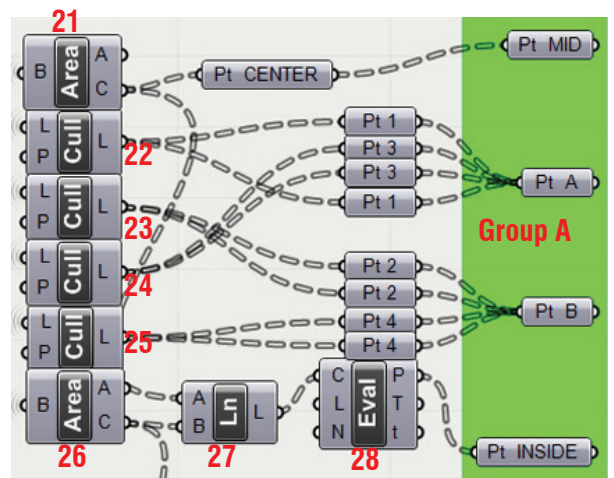 21
B Area A C
Pt CENTER
Pt MID
L P Cull L
22
Pt 1
Pt 3
Pt 3
Pt 1
Pt A
L P Cull L
23
Group A
L P Cull L
24
Pt 2
Pt 2
Pt 4
Pt 4
Pt B
L P Cull L
25
B Area A C
26
A B Ln L
27
C L N Eval P T t
28
Pt INSIDE